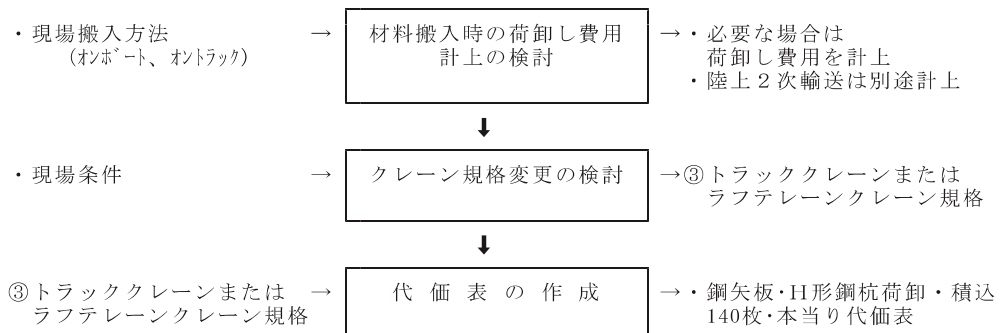 ・現場搬入方法 → 材料搬入時の荷卸し費用 →・必要な場合は
(ｵﾝﾎﾞｰﾄ、ｵﾝﾄﾗｯｸ) 計上の検討 荷卸し費用を計上
・陸上２次輸送は別途計上
⬇
・現場条件 → クレーン規格変更の検討 →③トラッククレーンまたは
ラフテレーンクレーン規格
⬇
③トラッククレーンまたは → 代価表の作成 →・鋼矢板・Ｈ形鋼杭荷卸・積込
ラフテレーンクレーン規格 140枚・本当り代価表